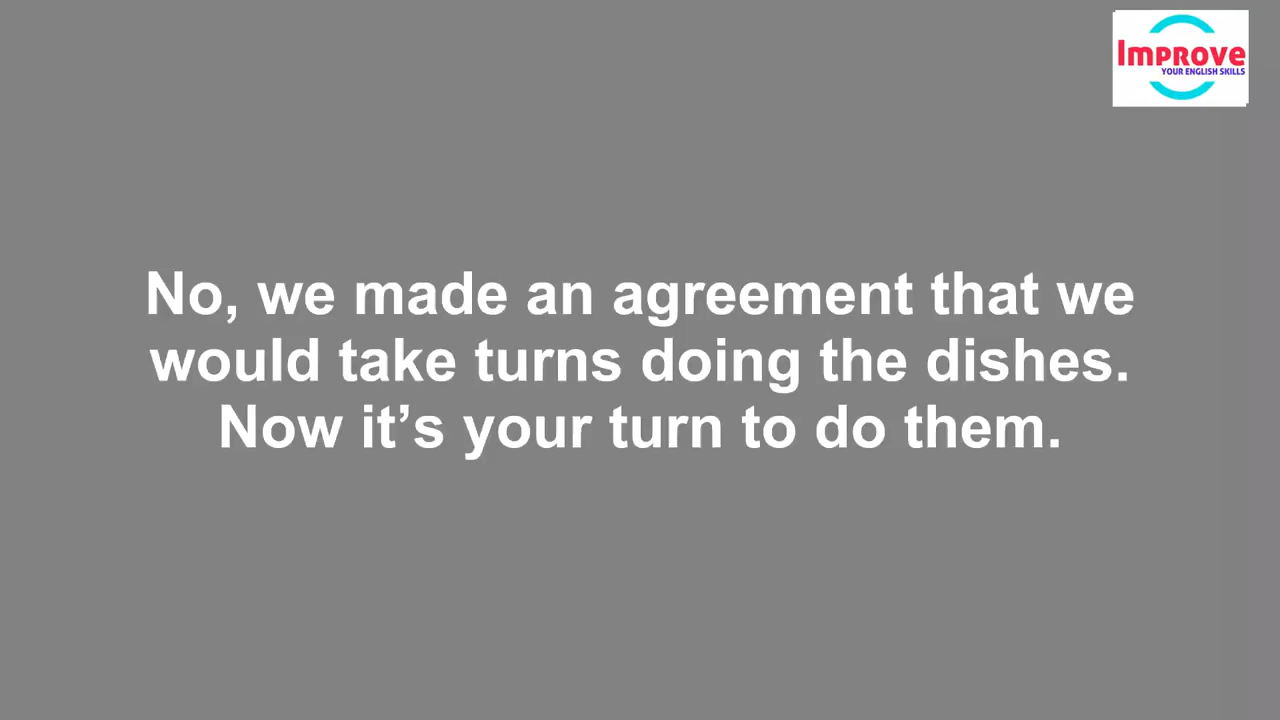 Improve
YOUR ENGLISH SKILLS
No, we made an agreement that we
would take turns doing the dishes.
Now it’s your turn to do them.